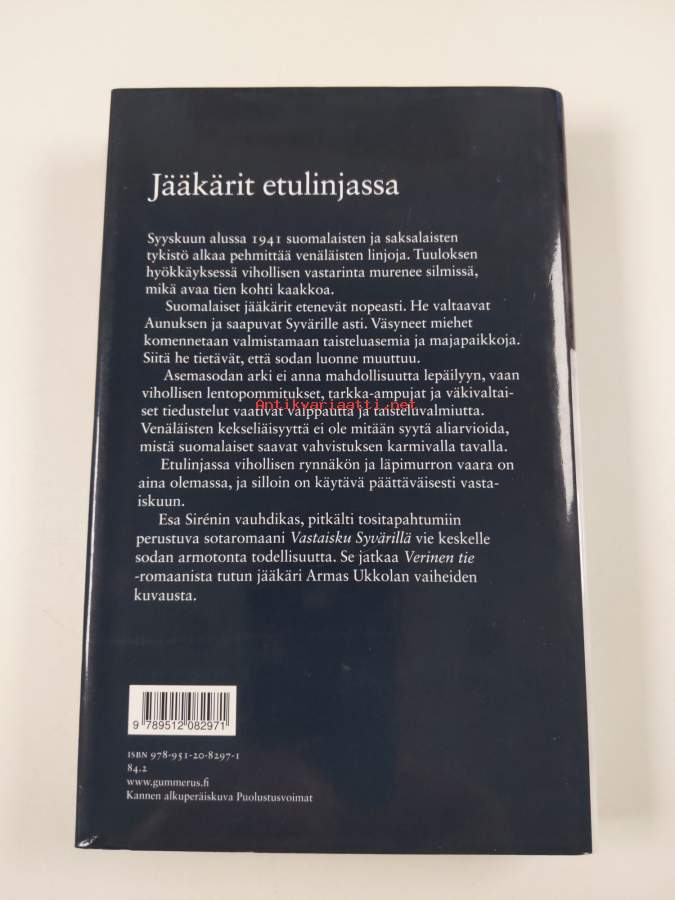 Jääkärit etulinjassa
Syyskuun alussa 1941 suomalaisten ja saksalaisten
tykistö alkaa pehmittää venäläisten linjoja. Tuuloksen
hyökkäyksessä vihollisen vastarinta murenee silmissä,
mikä avaa tien kohti kaakkoa.
Suomalaiset jääkärit etenevät nopeasti. He valtaavat
Aunuksen ja saapuvat Syvärille asti. Väsyneet miehet
komennetaan valmistamaan taisteluasemia ja majapaikkoja.
Siitä he tietävät, että sodan luonne muuttuu.
Asemasodan arki ei anna mahdollisuutta lepäilyyn, vaan
vihollisen lentopommitukset, tarkka-ampujat ja väkivaltai-
Antikvariaatti.net
set tiedustelut vaativat valppautta ja taisteluvalmiutta.
Venäläisten kekseliäisyyttä ei ole mitään syytä aliarvioida,
mistä suomalaiset saavat vahvistuksen karmivalla tavalla.
Etulinjassa vihollisen rynnäkön ja läpimurron vaara on
aina olemassa, ja silloin on käytävä päättäväisesti vasta-
iskuun.
Esa Sirénin vauhdikas, pitkälti tositapahtumiin
perustuva sotaromaani Vastaisku Syvärillä vie keskelle
sodan armotonta todellisuutta. Se jatkaa Verinen tie
-romaanista tutun jääkäri Armas Ukkolan vaiheiden
kuvausta.
9 789512 082971
ISBN 978-951-20-8297-1
84.2
www.gummerus.fi
Kannen alkuperäiskuva Puolustusvoimat